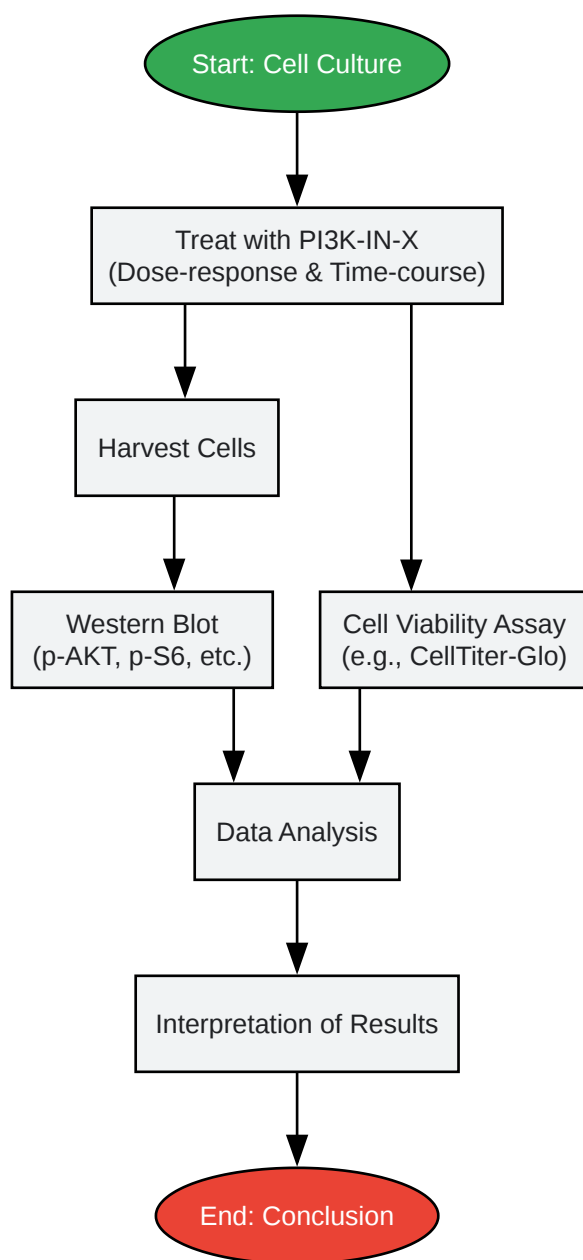 Start: Cell Culture
Treat with PI3K-IN-X
(Dose-response & Time-course)
Harvest Cells
Western Blot
(p-AKT, p-S6, etc.)
Cell Viability Assay
(e.g., CellTiter-Glo)
Data Analysis
Interpretation of Results
End: Conclusion